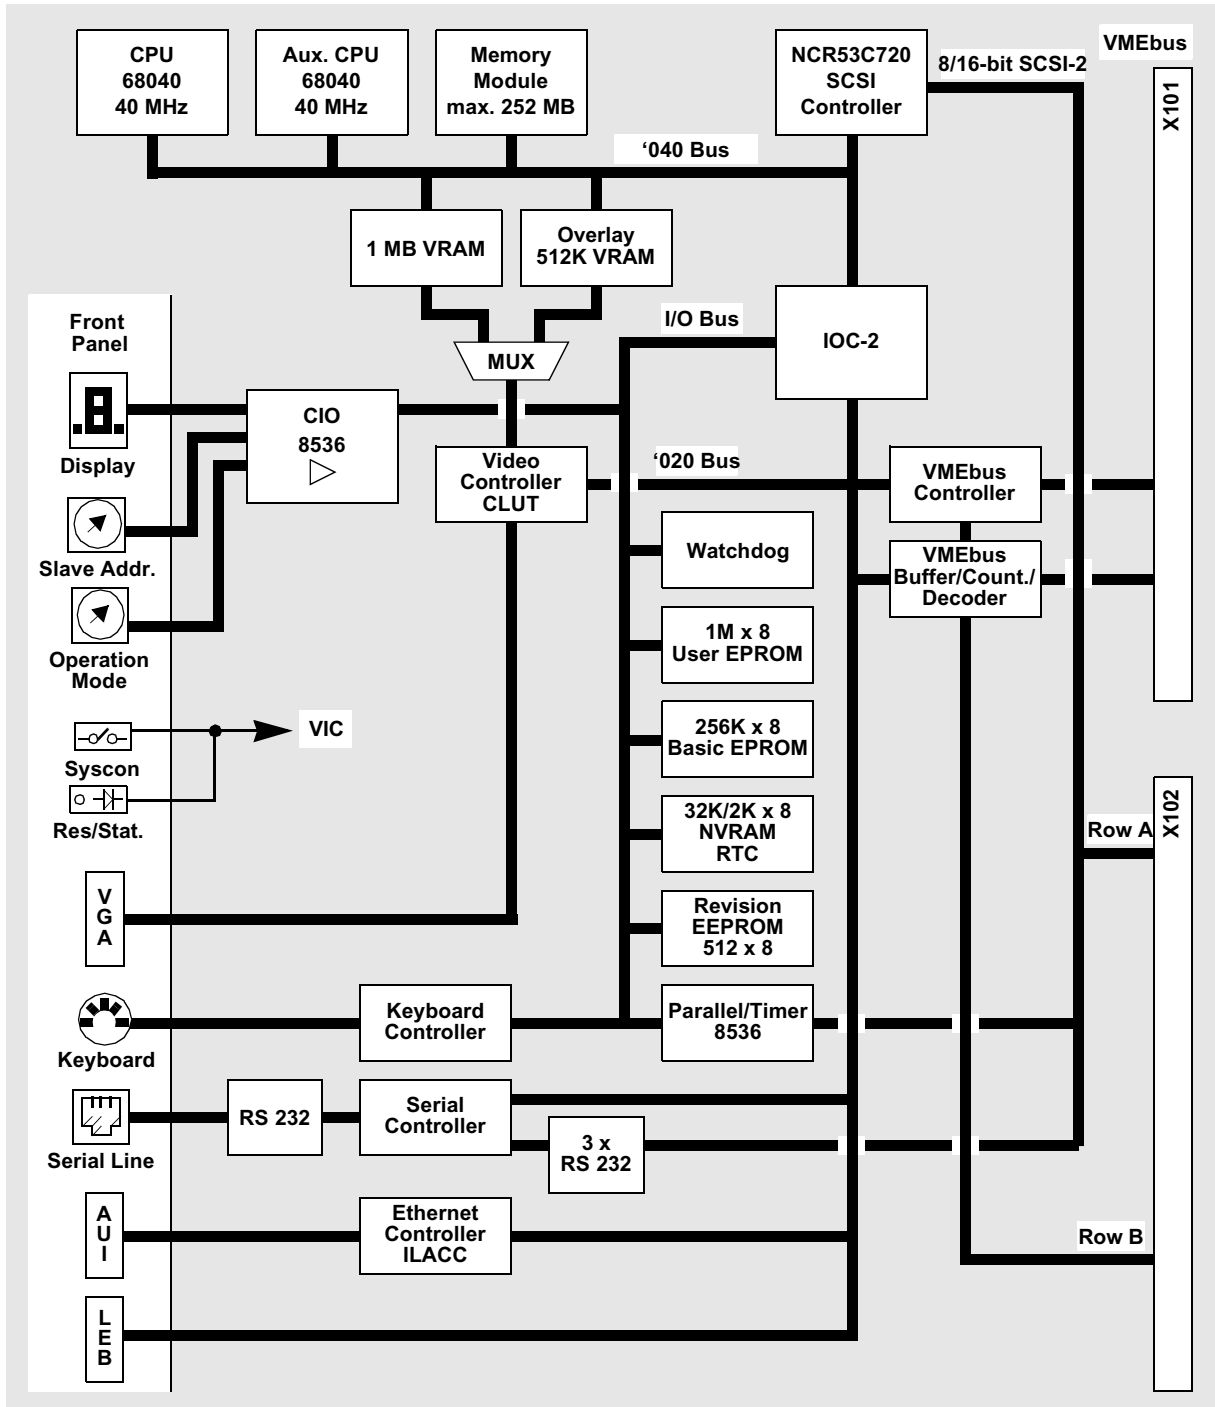 CPU
68040
40 MHz
Aux. CPU
68040
40 MHz
Memory
Module
max. 252 MB
NCR53C720
SCSI
Controller
8/16-bit SCSI-2
VMEbus
X101
‘040 Bus
1 MB VRAM
Overlay
512K VRAM
I/O Bus
IOC-2
MUX
Front
Panel
Display
CIO
8536
Video
Controller
CLUT
‘020 Bus
VMEbus
Controller
Slave Addr.
Watchdog
VMEbus
Buffer/Count./
Decoder
Operation
Mode
1M x 8
User EPROM
Syscon
VIC
256K x 8
Basic EPROM
Res/Stat.
32K/2K x 8
NVRAM
RTC
Row A
X102
V
G
A
Revision
EEPROM
512 x 8
Keyboard
Keyboard
Controller
Parallel/Timer
8536
Serial Line
RS 232
Serial
Controller
3 x
RS 232
A
U
I
Ethernet
Controller
ILACC
Row B
L
E
B